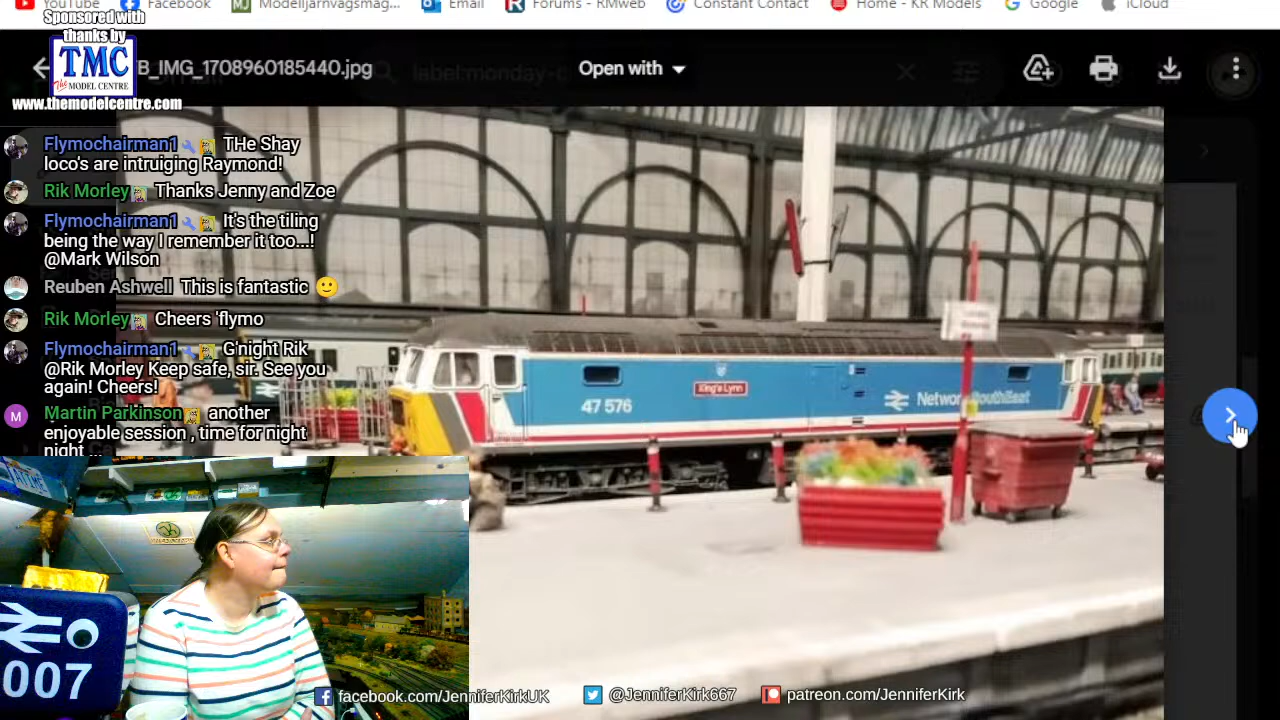 YouTube
Facebook
Modelljärnvägsmag...
Email
Forums - RMweb
Constant Contact
Home - KR Models
Google
iCloud
Sponsored with
thanks by
TMC
The MODEL CENTRE
www.themodelcentre.com
B_IMG_1708960185440.jpg
label:monday-c
Open with
Flymochairman1 THe Shay
loco's are intruiging Raymond!
Rik Morley Thanks Jenny and Zoe
Flymochairman1 It's the tiling
being the way I remember it too...!
@Mark Wilson
Reuben Ashwell This is fantastic
Rik Morley Cheers 'flymo
Flymochairman1 G'night Rik
@Rik Morley Keep safe, sir. See you
again! Cheers!
M
Martin Parkinson another
enjoyable session , time for night
night ...
King's Lynn
47 576
Network SouthEast
007
facebook.com/JenniferKirkUK
@JenniferKirk667
patreon.com/JenniferKirk